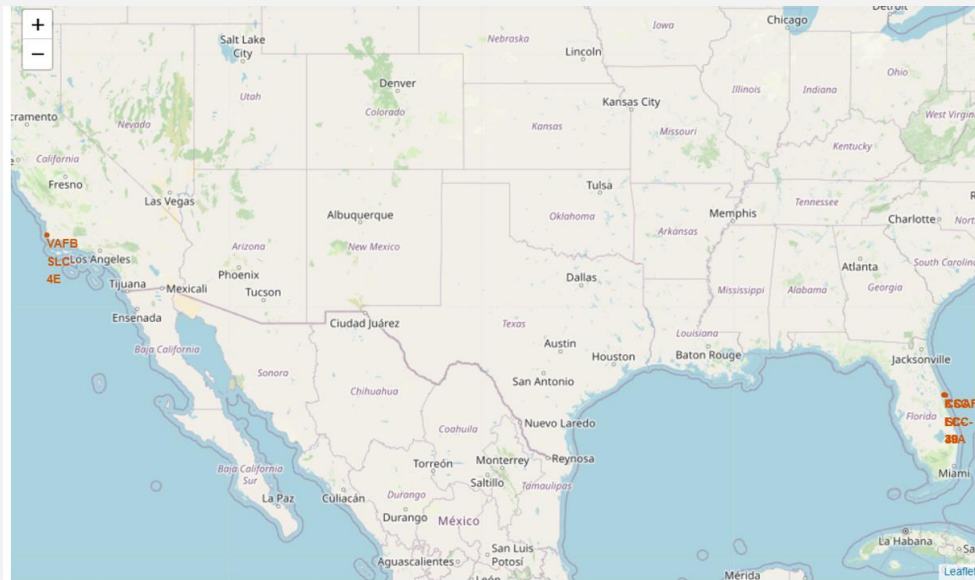 +
−
Salt Lake
City
Nebraska
Iowa
Chicago
Lincoln
Denver
Utah
Colorado
Nevada
cramento
California
Fresno
Las Vegas
Kansas City
Kansas
Missouri
Illinois
Indiana
Ohio
West Virgin
Kentucky
Tulsa
Oklahoma
Memphis
Tennessee
Charlotte
Arkansas
Albuquerque
New Mexico
Arizona
VAFB
SLC
4E
Los Angeles
Phoenix
Tijuana
Mexicali
Tucson
Ensenada
Baja California
Ciudad Juárez
Dallas
Texas
Mississippi
Alabama
Atlanta
Georgia
South Carolina
Louisiana
Baton Rouge
Austin
Houston
San Antonio
Jacksonville
Florida
Miami
Sonora
Chihuahua
Coahuila
Nuevo Laredo
Reynosa
Monterrey
Tamaulipas
Torreón
Saltillo
Baja California
Sur
La Paz
Culiacán
Durango
Durango
México
San Luis
Potosí
Aguascalientes
León
Mérida
La Habana
Leaflet